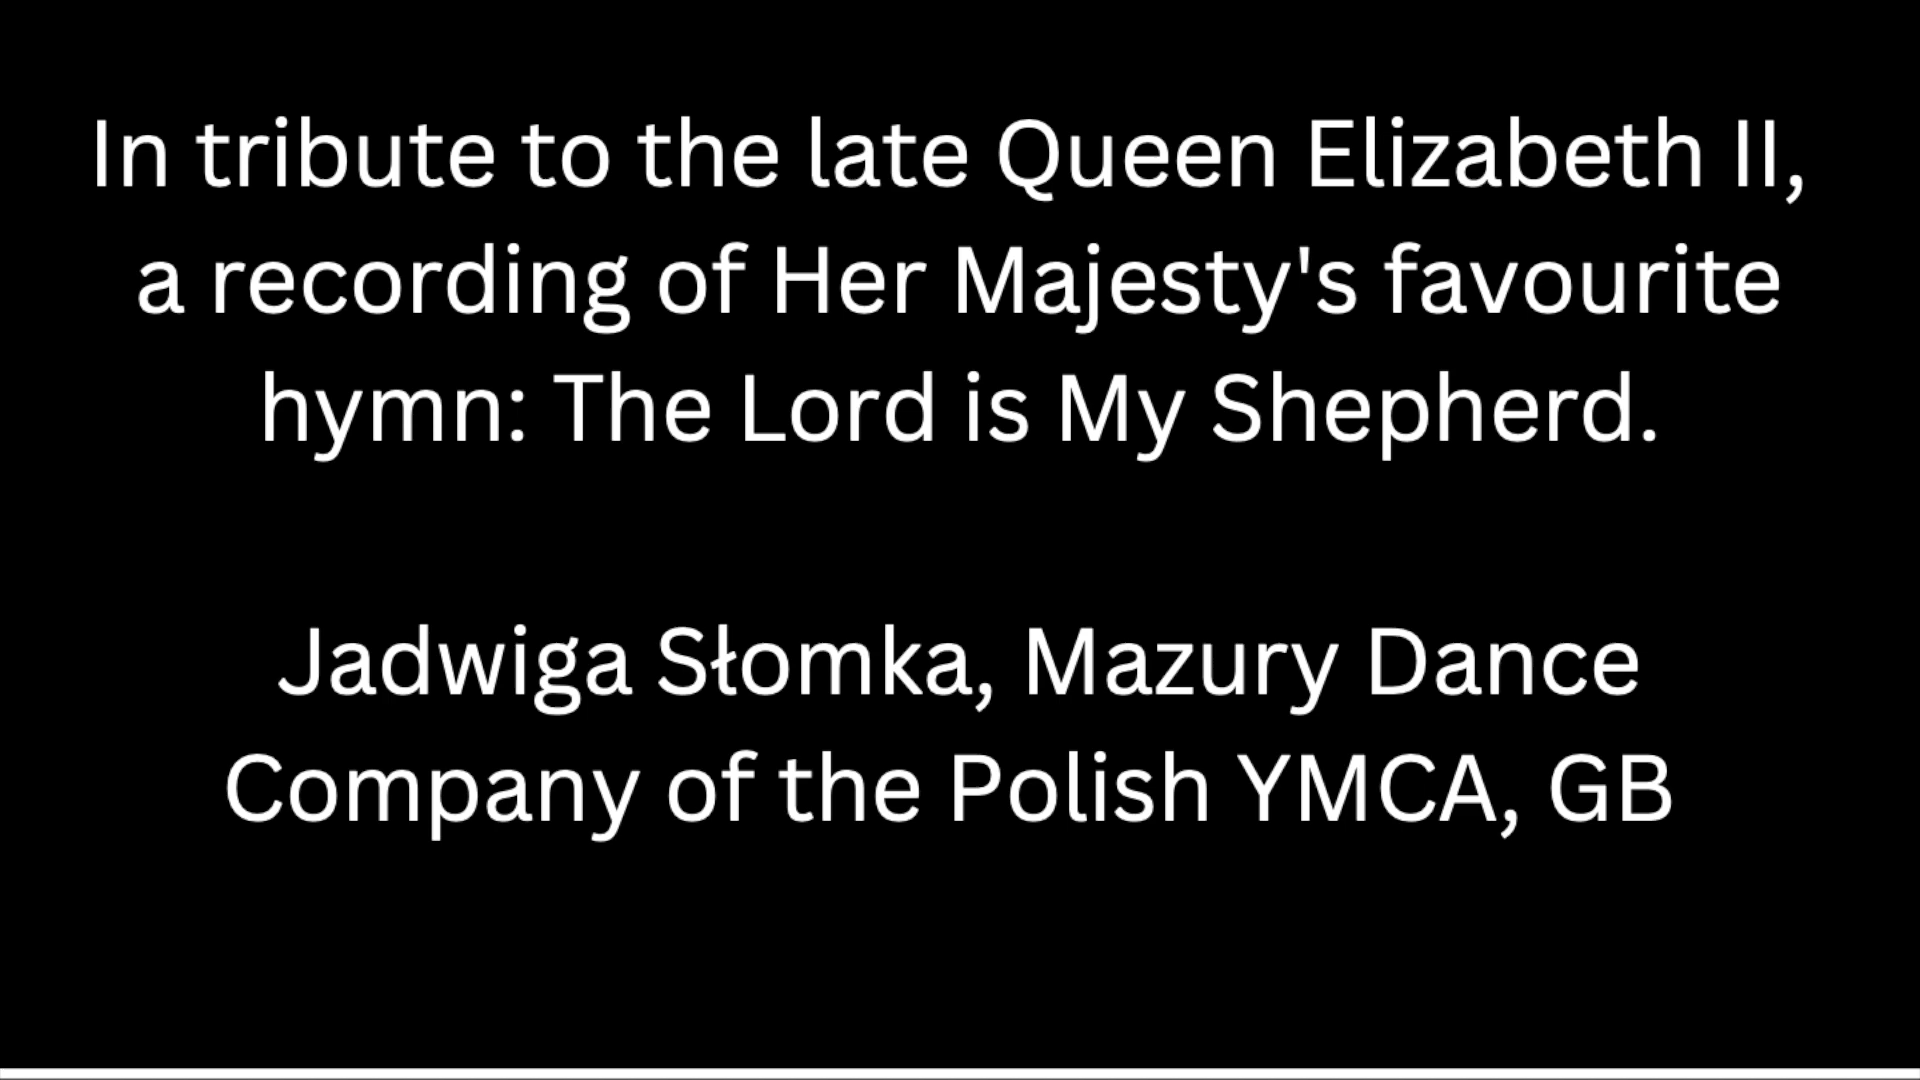 In tribute to the late Queen Elizabeth II,
a recording of Her Majesty's favourite
hymn: The Lord is My Shepherd.
Jadwiga Słomka, Mazury Dance
Company of the Polish YMCA, GB